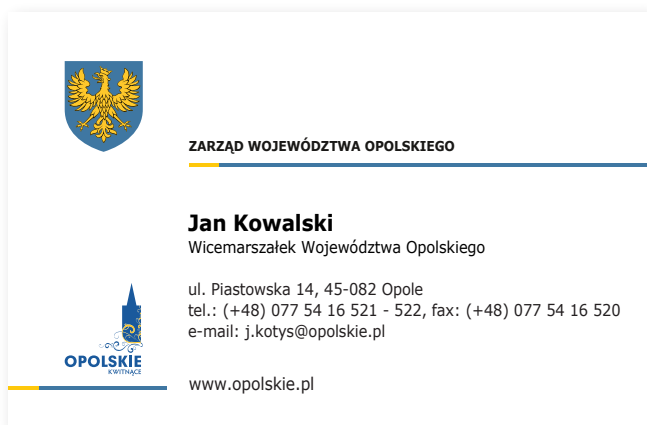 ZARZĄD WOJEWÓDZTWA OPOLSKIEGO
Jan Kowalski
Wicemarszałek Województwa Opolskiego
ul. Piastowska 14, 45-082 Opole
tel.: (+48) 077 54 16 521 - 522, fax: (+48) 077 54 16 520
e-mail: j.kotys@opolskie.pl
OPOLSKIE
KWITNĄCE
www.opolskie.pl